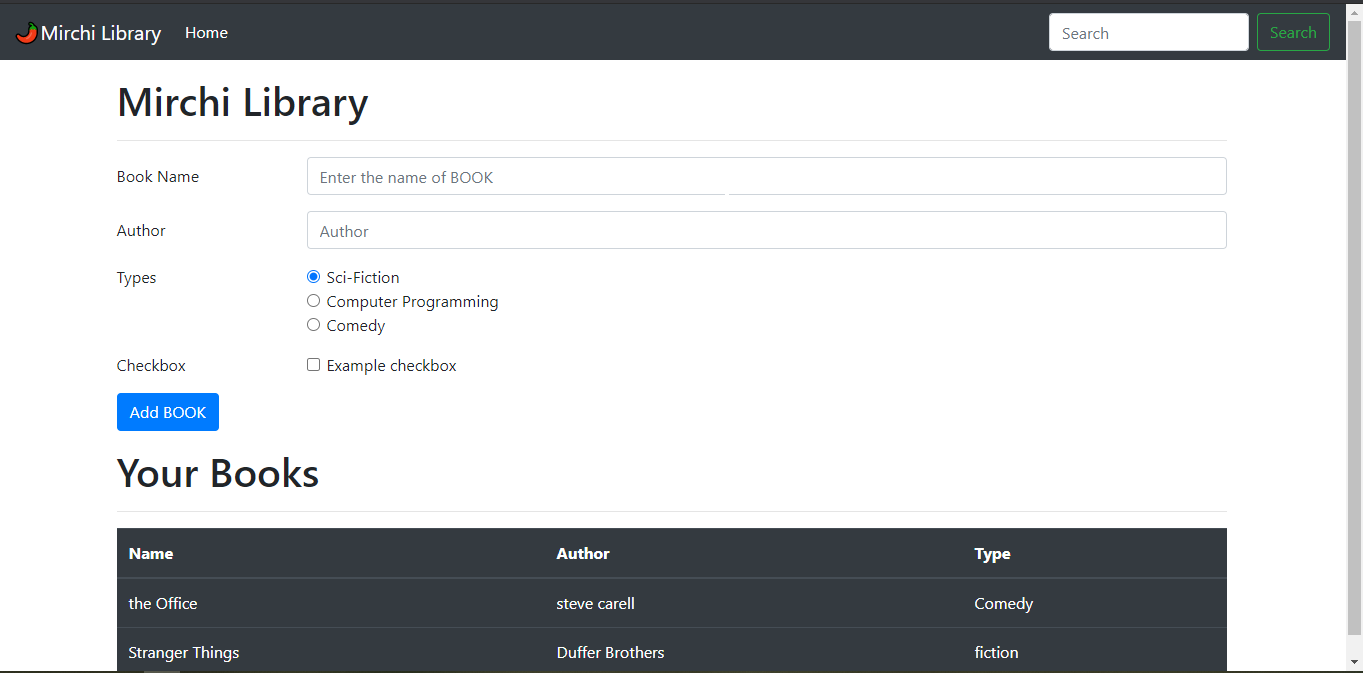 Mirchi Library Home Search Search
Mirchi Library
Book Name Enter the name of BOOK
Author Author
Types Sci-Fiction
Computer Programming
Comedy
Checkbox Example checkbox
Add BOOK
Your Books
Name Author Type
the Office steve carell Comedy
Stranger Things Duffer Brothers fiction